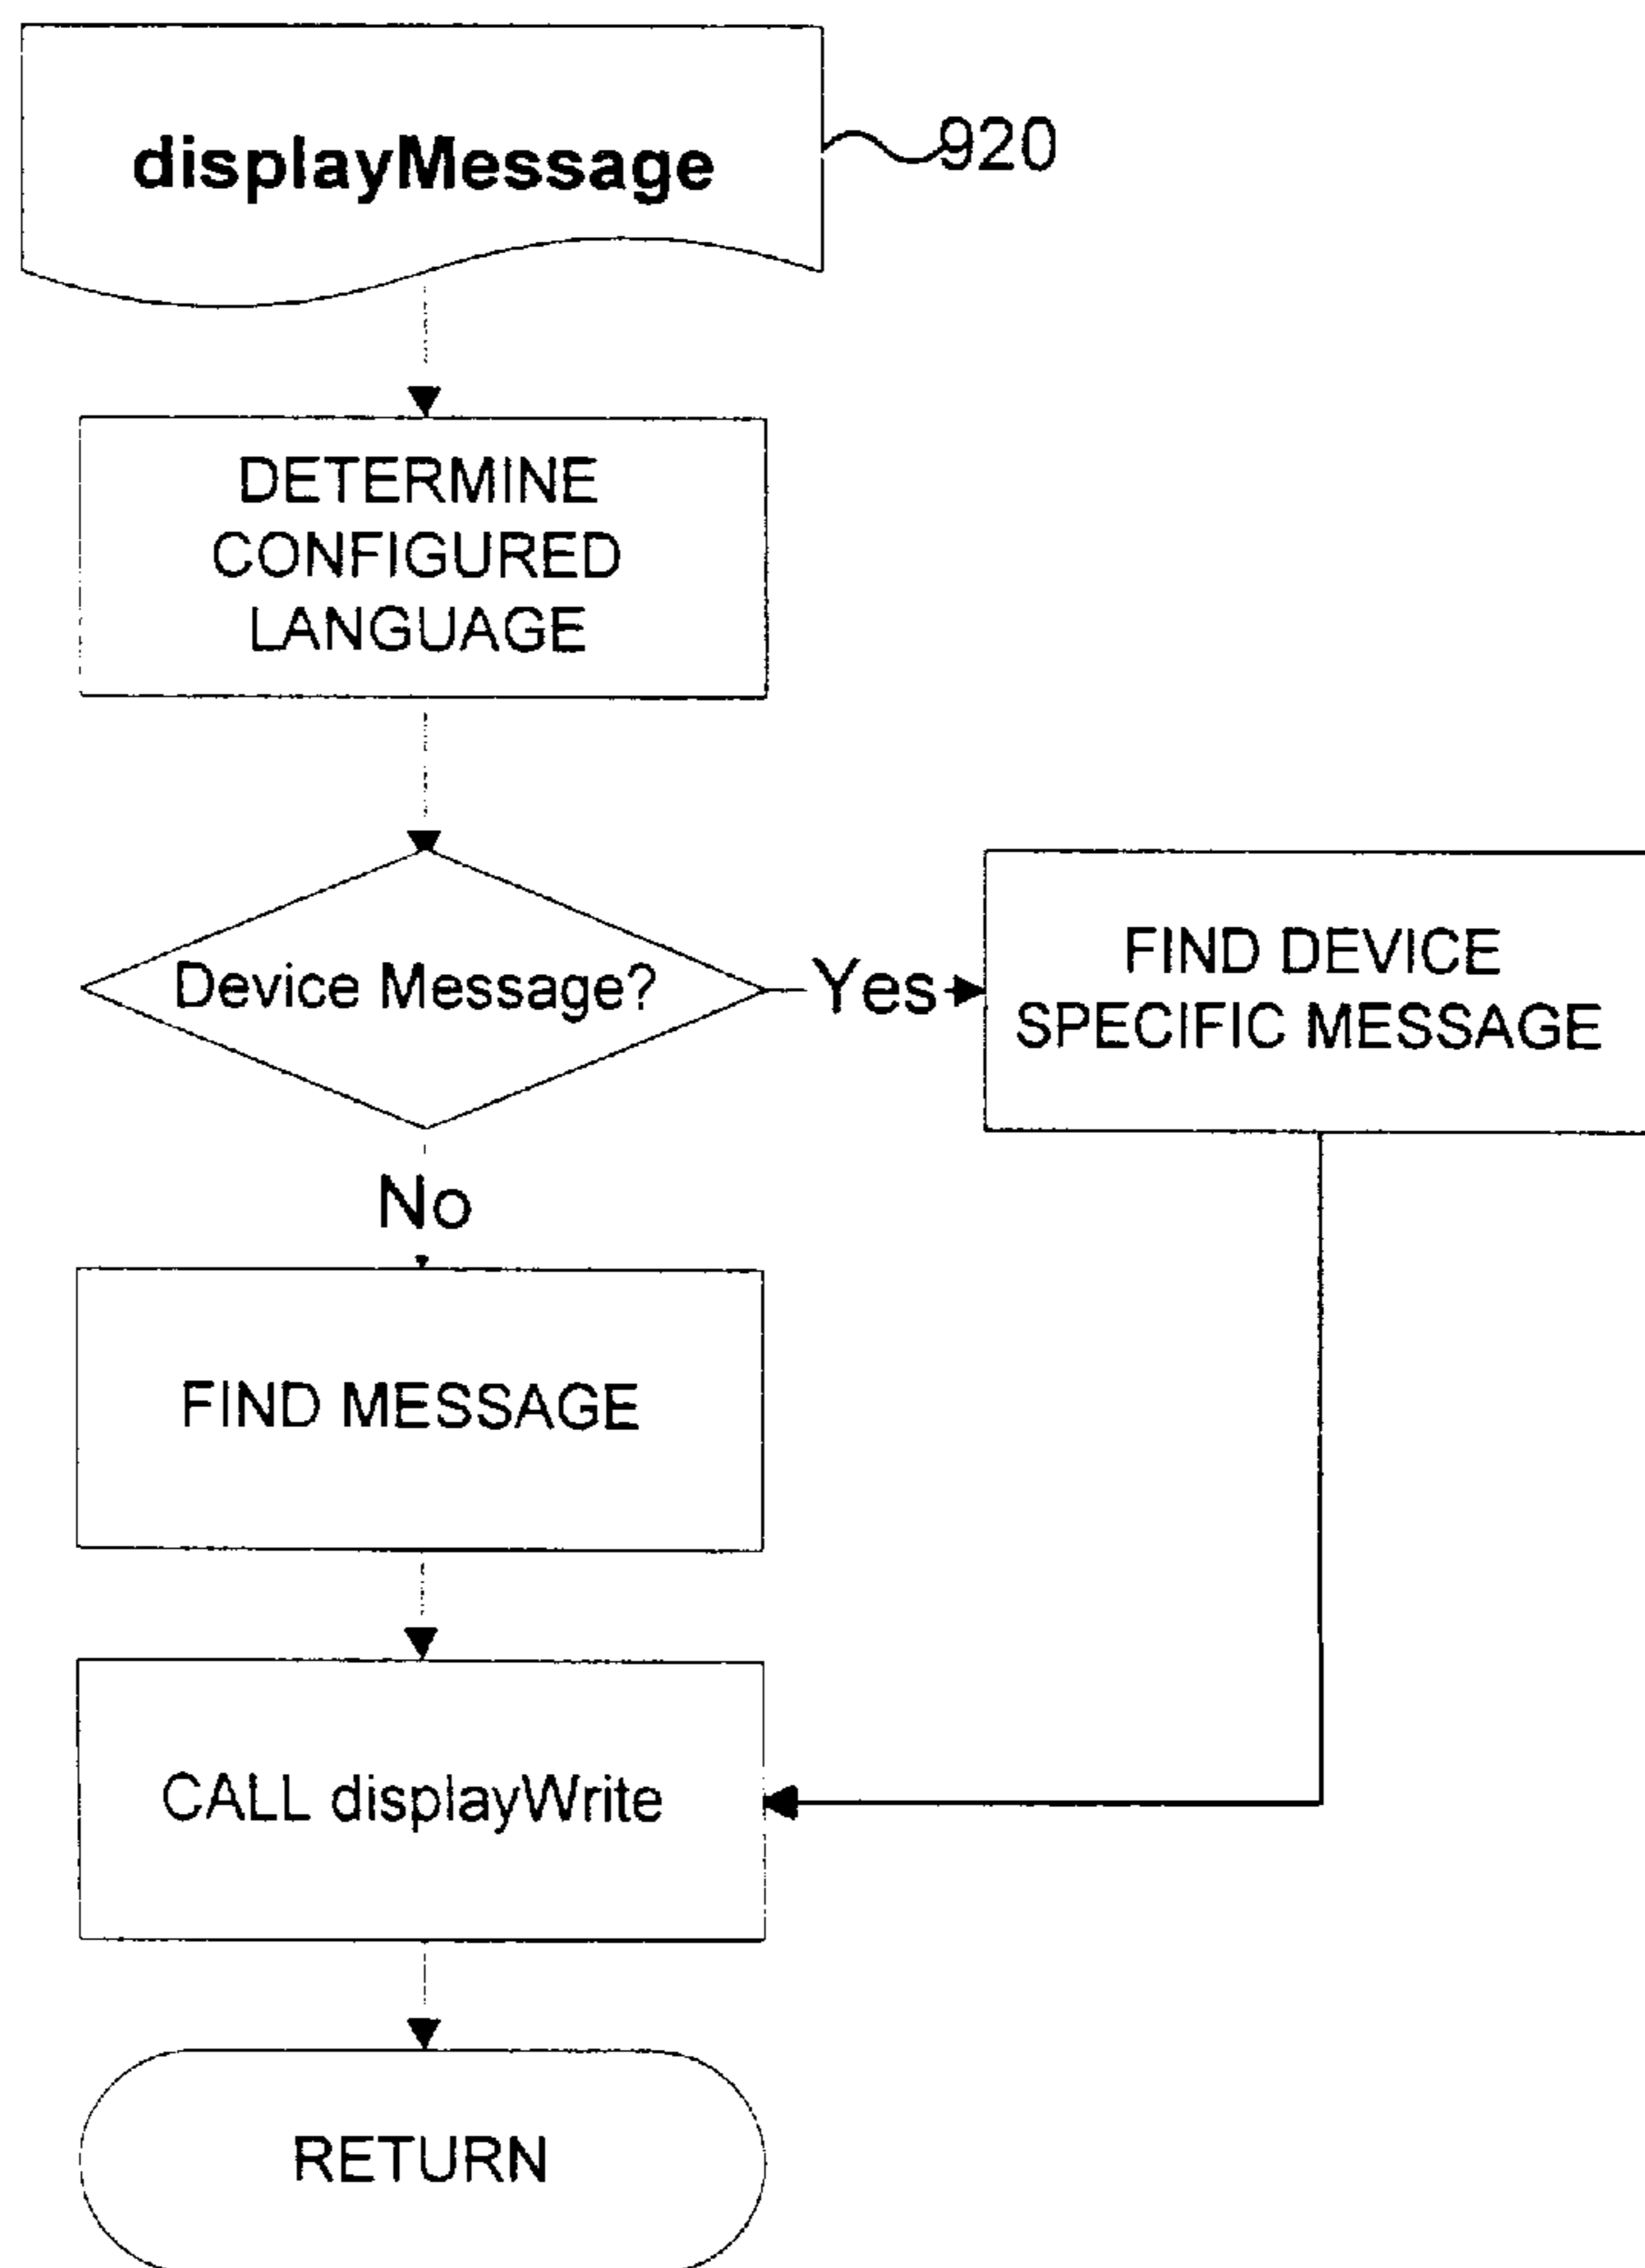 displayMessage
920
DETERMINE
CONFIGURED
LANGUAGE
Device Message?
Yes
FIND DEVICE
SPECIFIC MESSAGE
No
FIND MESSAGE
CALL displayWrite
RETURN